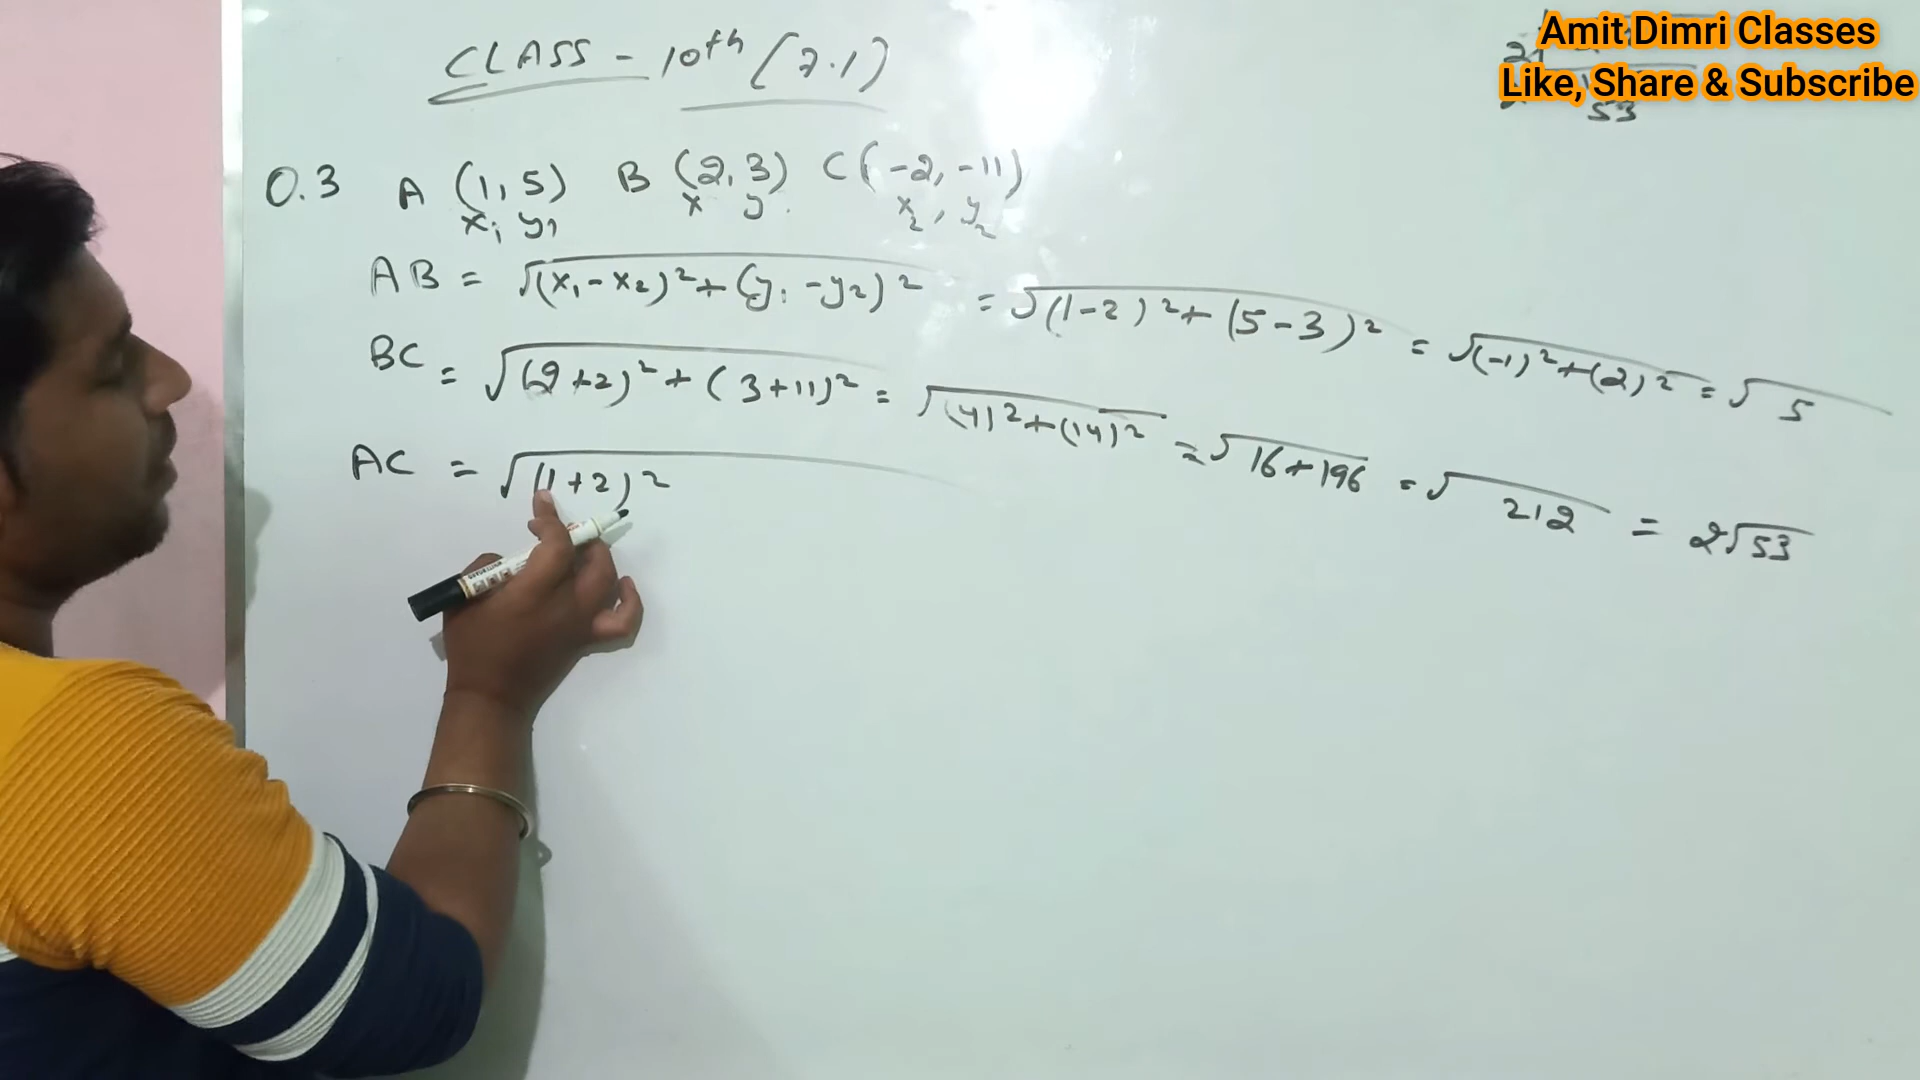 Amit Dimri Classes
Like, Share & Subscribe
CLASS - 10th (7.1)
53
Q.3 A (1, 5) B (2, 3) C (-2, -11)
x₁ y₁ x y x₂, y₂
AB = √(x₁-x₂)²+(y₁-y₂)² = √(1-2)²+(5-3)² = √(-1)²+(2)² = √5
BC = √(2+2)²+(3+11)² = √(4)²+(14)² = √16+196 = √212 = 2√53
AC = √(1+2)²